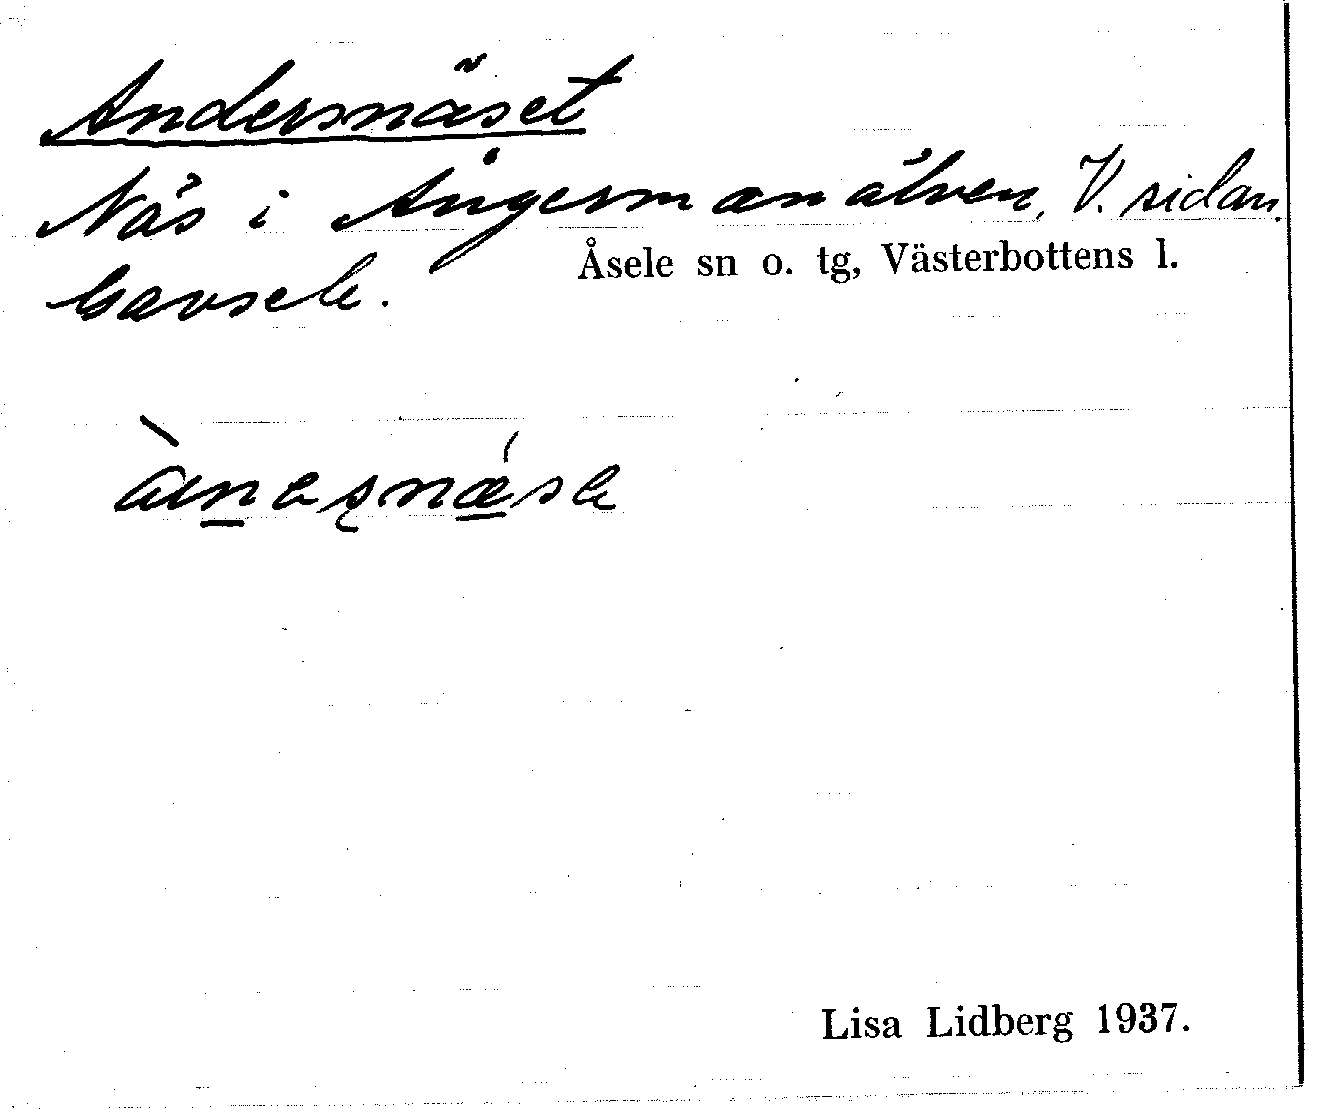 Andersnäset
Näs i Ångermanälven, V. sidan.
Åsele sn o. tg, Västerbottens l.
Gavsele.
Lisa Lidberg 1937.